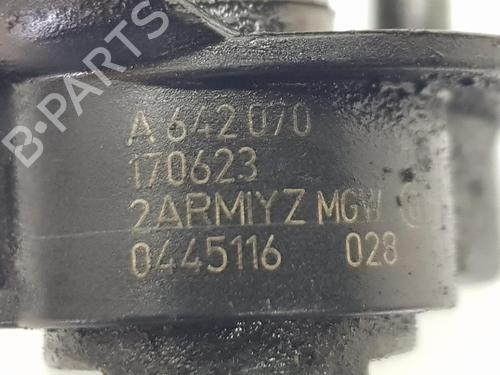 B-PARTS
A 642 070
170623
2ARMIYZ MGW
0445116 028